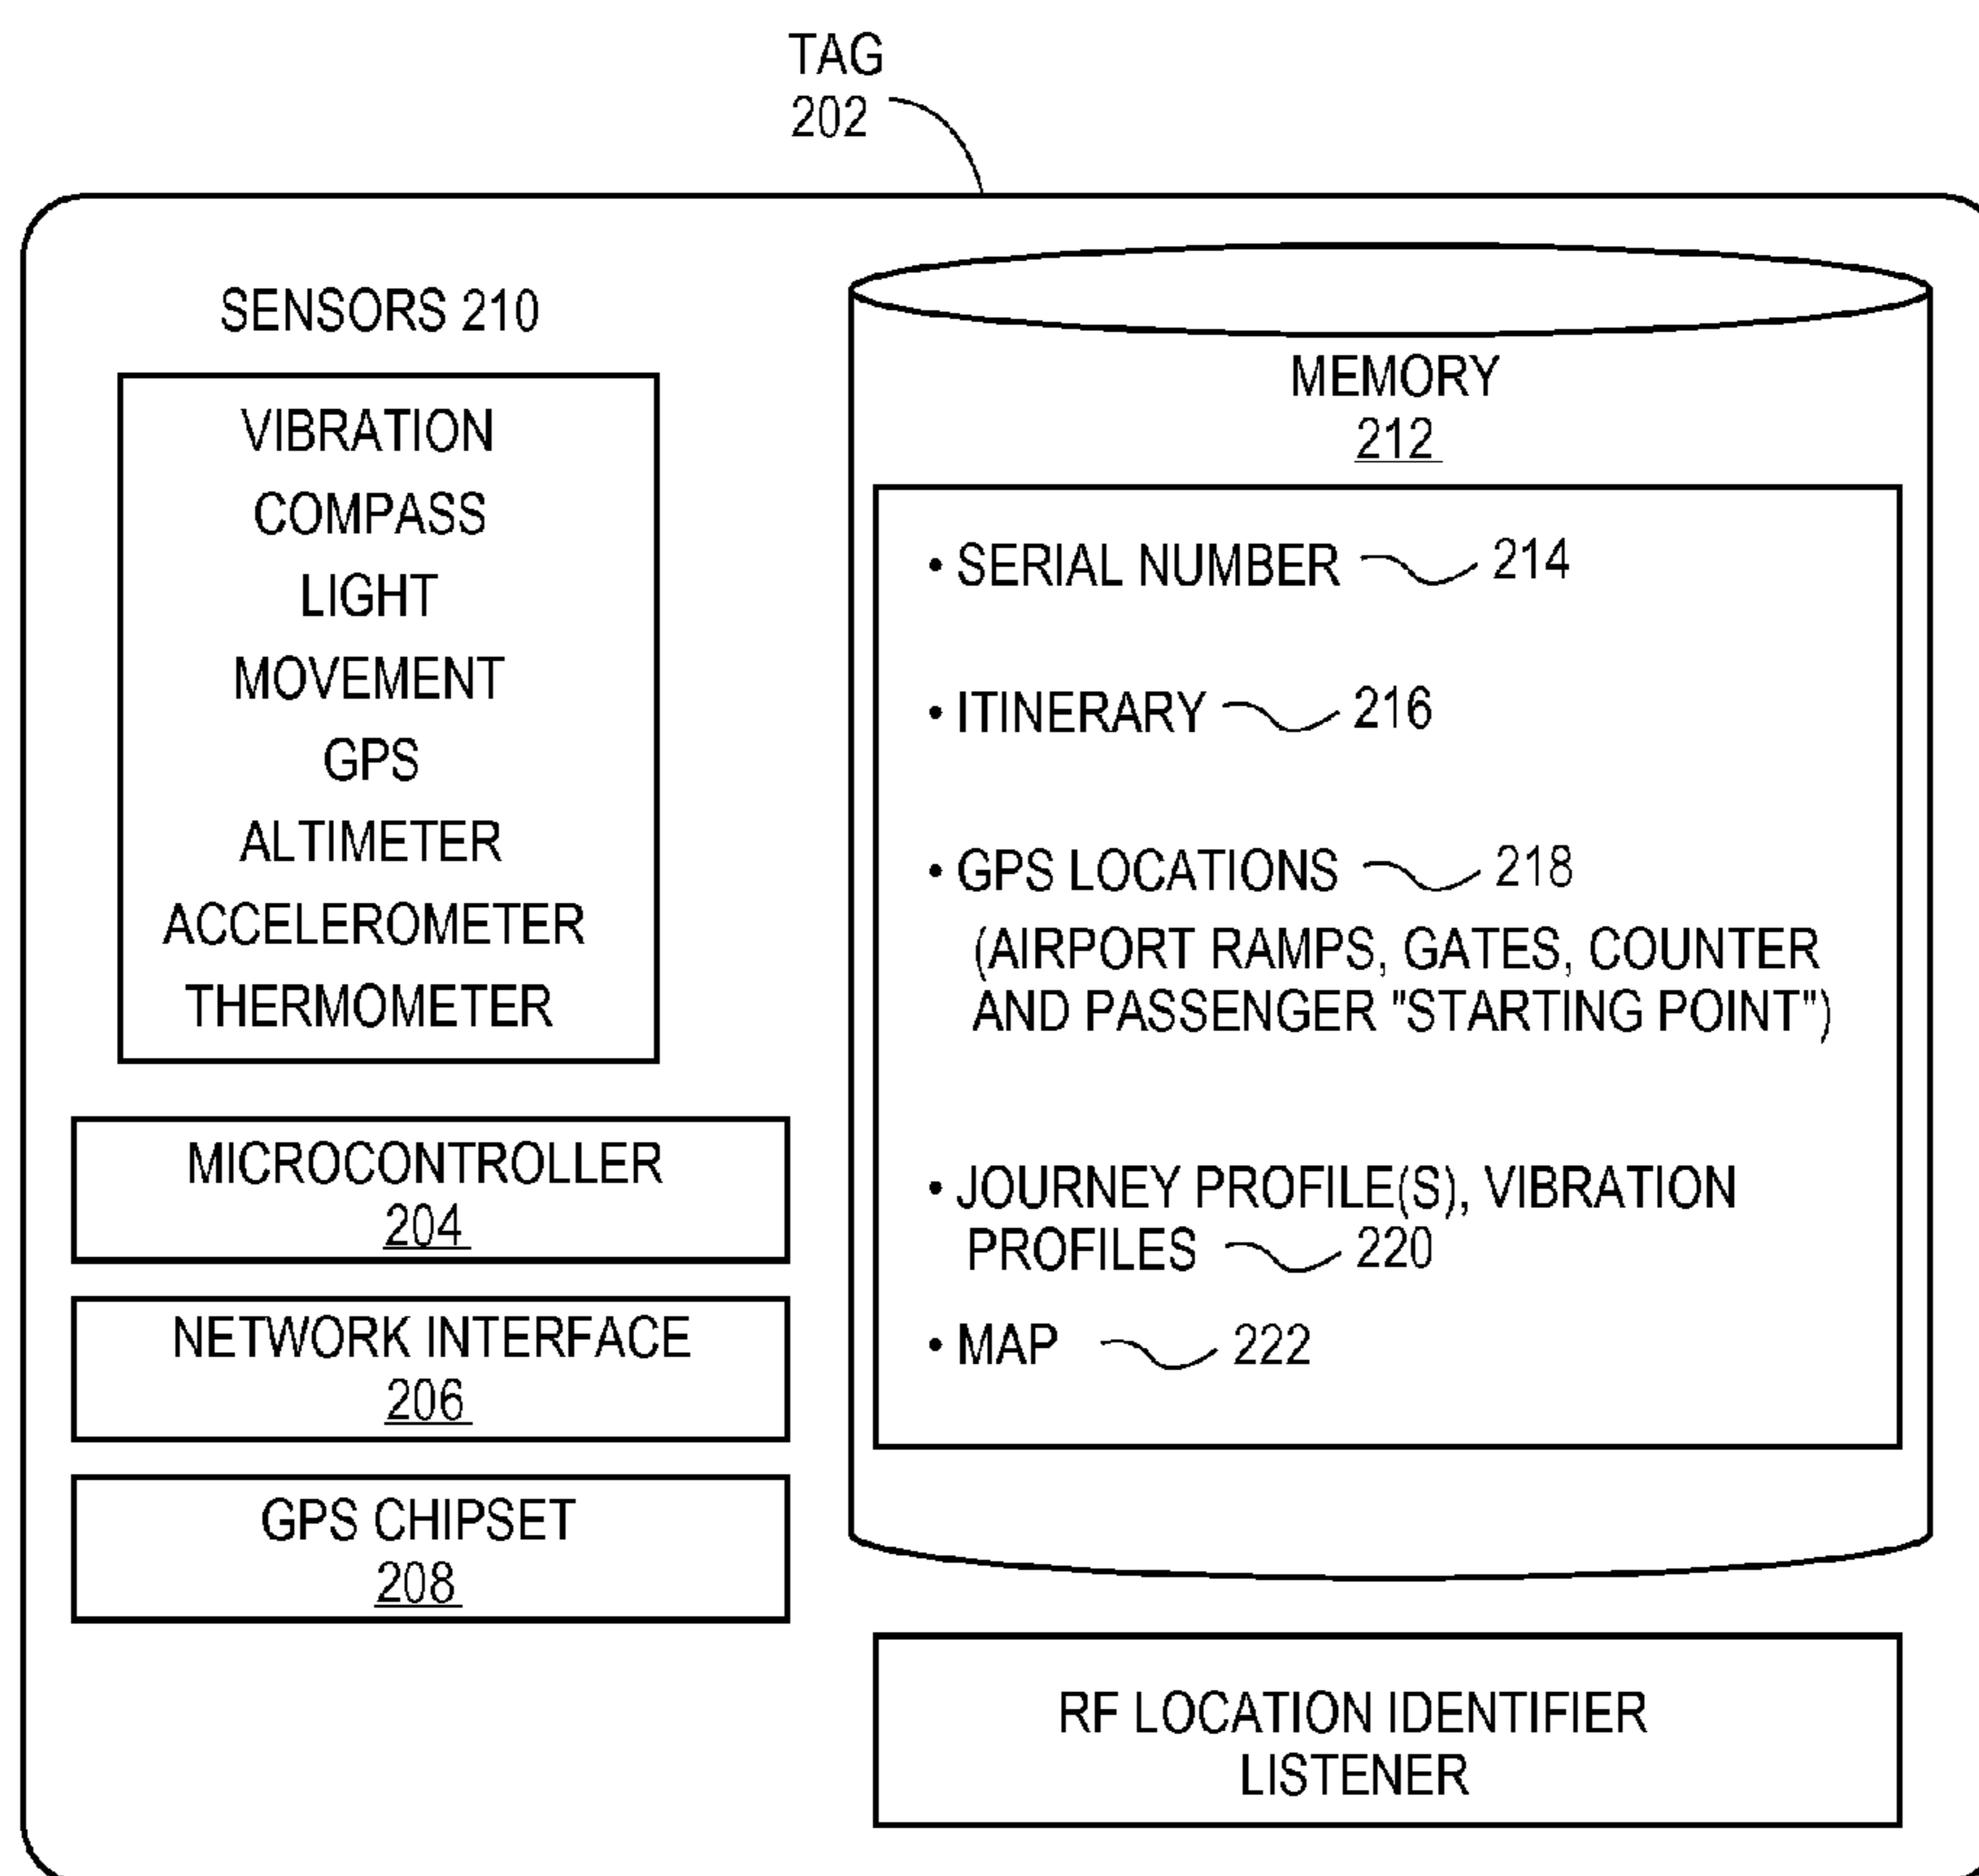 TAG
202
SENSORS 210
VIBRATION
COMPASS
LIGHT
MOVEMENT
GPS
ALTIMETER
ACCELEROMETER
THERMOMETER
MICROCONTROLLER
204
NETWORK INTERFACE
206
GPS CHIPSET
208
MEMORY
212
• SERIAL NUMBER 214
• ITINERARY 216
• GPS LOCATIONS 218
(AIRPORT RAMPS, GATES, COUNTER
AND PASSENGER "STARTING POINT")
• JOURNEY PROFILE(S), VIBRATION
PROFILES 220
• MAP 222
RF LOCATION IDENTIFIER
LISTENER